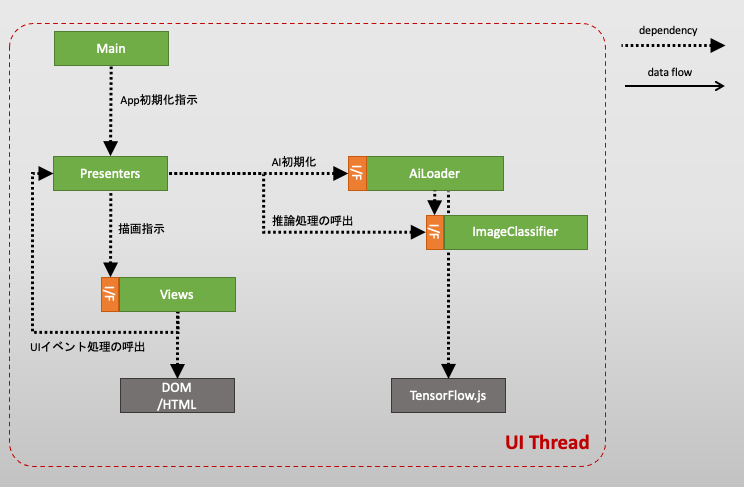 dependency
Main
data flow
App初期化指示
AI初期化
Presenters
I/F
AiLoader
描画指示
推論処理の呼出
I/F
ImageClassifier
I/F
Views
UIイベント処理の呼出
DOM
/HTML
TensorFlow.js
UI Thread